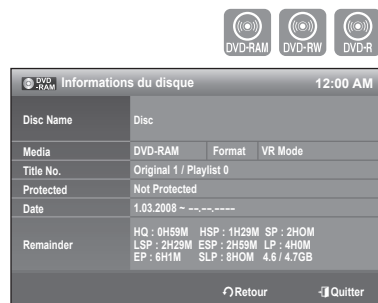 DVD-RAM DVD-RW DVD-R
DVD-RAM Informations du disque 12:00 AM
Disc Name Disc
Media DVD-RAM Format VR Mode
Title No. Original 1 / Playlist 0
Protected Not Protected
Date 1.03.2008 ~ --.--.----
HQ : 0H59M HSP : 1H29M SP : 2H0M
Remainder LSP : 2H29M ESP : 2H59M LP : 4H0M
EP : 6H1M SLP : 8H0M 4.6 / 4.7GB
Retour Quitter